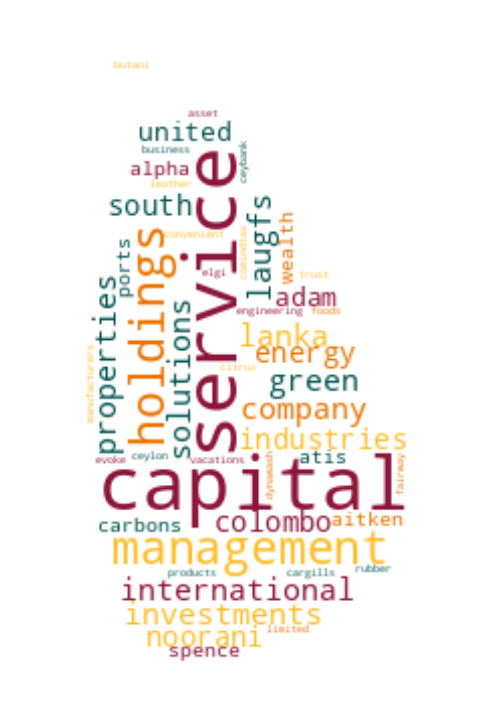 butani
asset
united
business
ceybank
alpha
leather
service
south
laugfs
wealth
convenient
comindtax
holdings
ports
elgi
trust
properties
solutions
adam
engineering
foods
lanka
manufacturers
energy
citrus
green
company
industries
evoke
ceylon
vacations
atis
dynawash
fairway
capital
carbons
colombo
aitken
management
products
cargills
rubber
international
investments
noorani
limited
spence